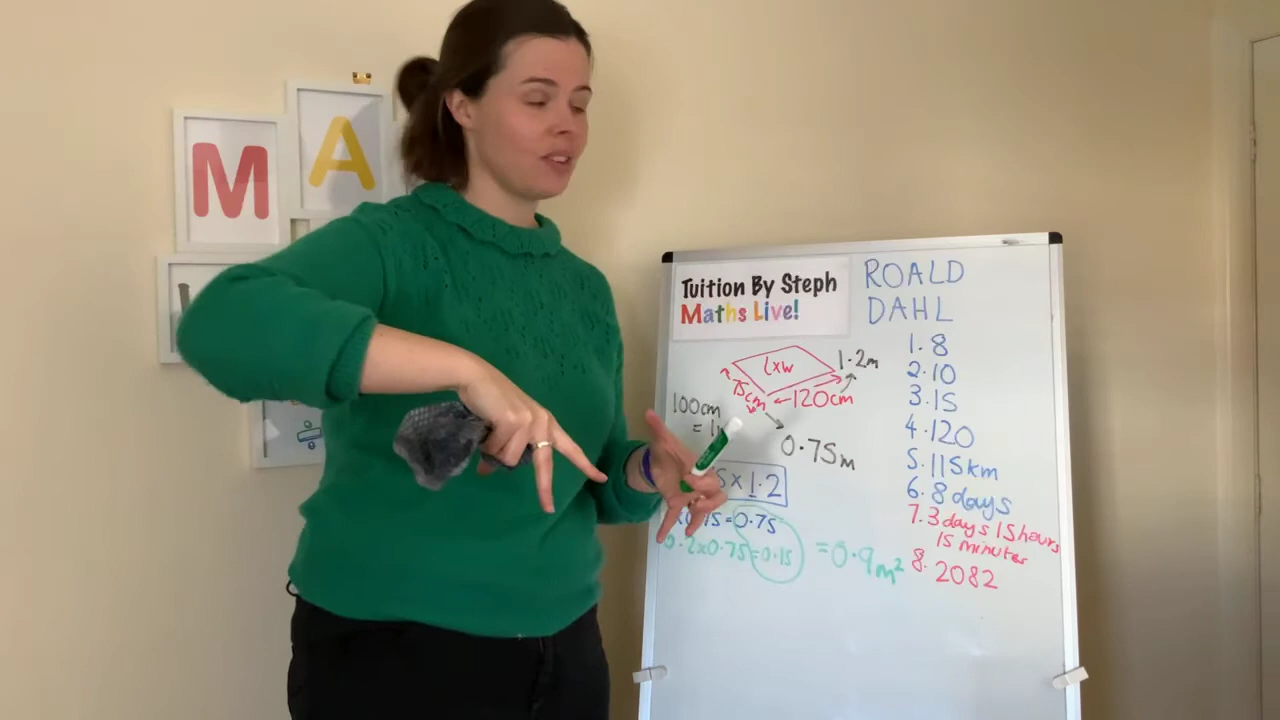 M
A
Tuition By Steph
Maths Live!
ROALD
DAHL
l×w
1.2m
75cm
120cm
100cm
=
0.75m
× 1.2
=0.75
0.2×0.75=0.15
=0.9m²
1. 8
2. 10
3. 15
4. 120
5. 115km
6. 8 days
7. 3 days 15 hours
15 minutes
8. 2082